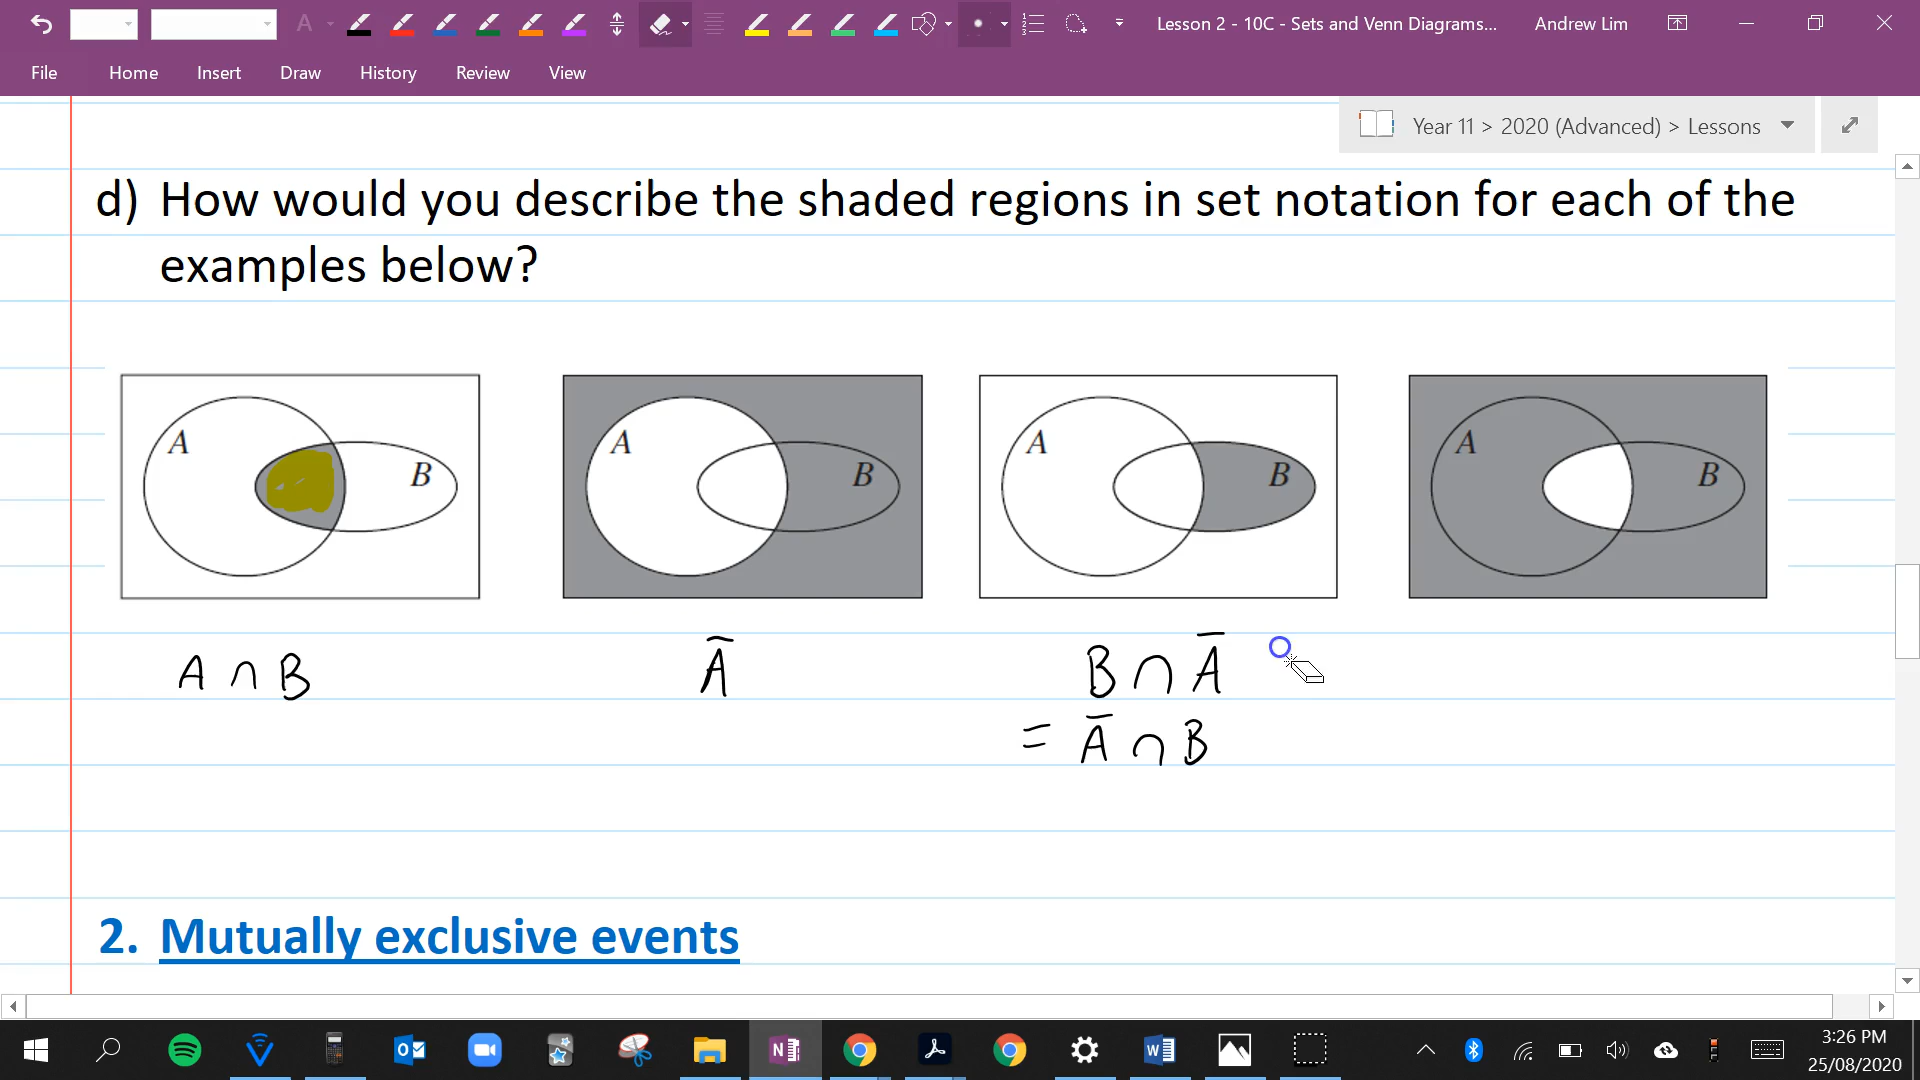 Lesson 2 - 10C - Sets and Venn Diagrams... Andrew Lim
File Home Insert Draw History Review View
Year 11 > 2020 (Advanced) > Lessons
d) How would you describe the shaded regions in set notation for each of the
examples below?
A B
A B
A B
A B
A ∩ B
A̅
B ∩ A̅
= A̅ ∩ B
2. Mutually exclusive events
3:26 PM
25/08/2020